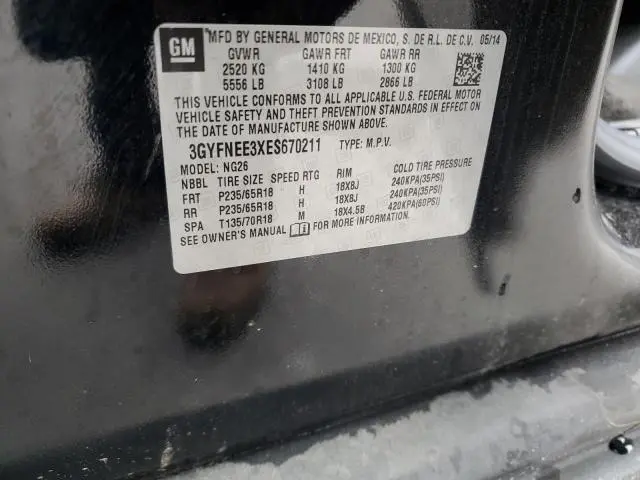 GM MFD BY GENERAL MOTORS DE MEXICO, S. DE R.L. DE C.V. 05/14
GVWR GAWR FRT GAWR RR
2520 KG 1410 KG 1300 KG
5556 LB 3108 LB 2866 LB
THIS VEHICLE CONFORMS TO ALL APPLICABLE U.S. FEDERAL MOTOR
VEHICLE SAFETY AND THEFT PREVENTION STANDARDS IN EFFECT ON
THE DATE OF MANUFACTURE SHOWN ABOVE.
3GYFNEE3XES670211 TYPE: M.P.V.
MODEL: NG26
NBBL TIRE SIZE SPEED RTG RIM COLD TIRE PRESSURE
FRT P235/65R18 H 18X8J 240KPA(35PSI)
RR P235/65R18 H 18X8J 240KPA(35PSI)
SPA T135/70R18 M 18X4.5B 420KPA(60PSI)
SEE OWNER'S MANUAL FOR MORE INFORMATION.